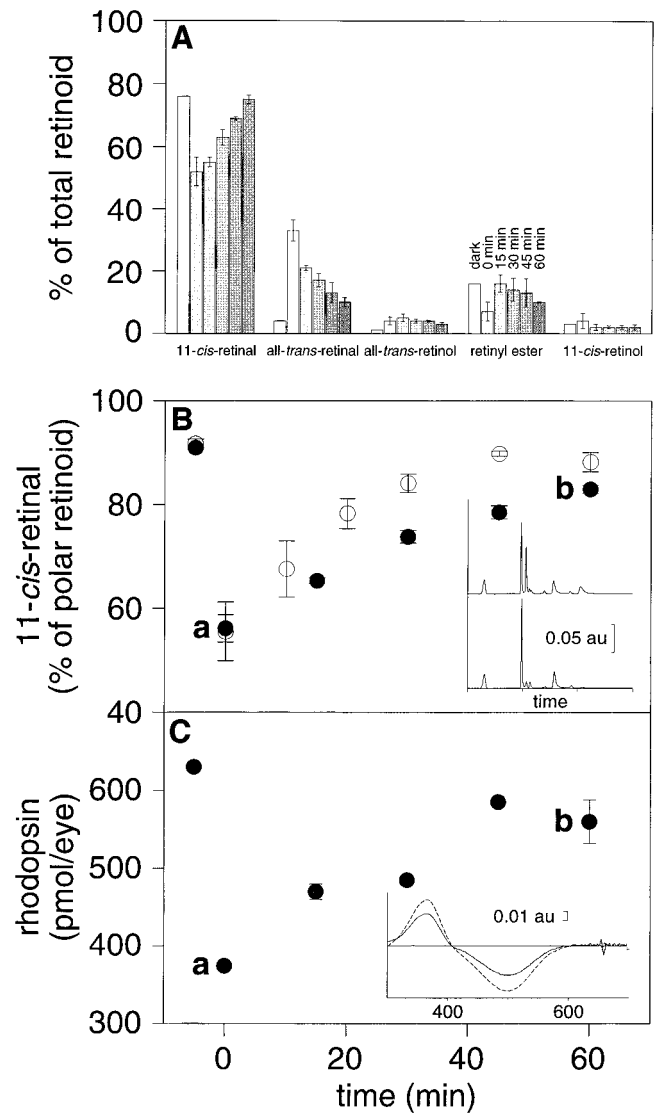 100
80
60
40
20
0
% of total retinoid
A
dark
0 min
15 min
30 min
45 min
60 min
11-cis-retinal
all-trans-retinal
all-trans-retinol
retinyl ester
11-cis-retinol
100
80
60
40
11-cis-retinal
(% of polar retinoid)
B
a
b
0.05 au
time
600
500
400
300
rhodopsin
(pmol/eye)
C
a
b
0.01 au
400
600
0
20
40
60
time (min)